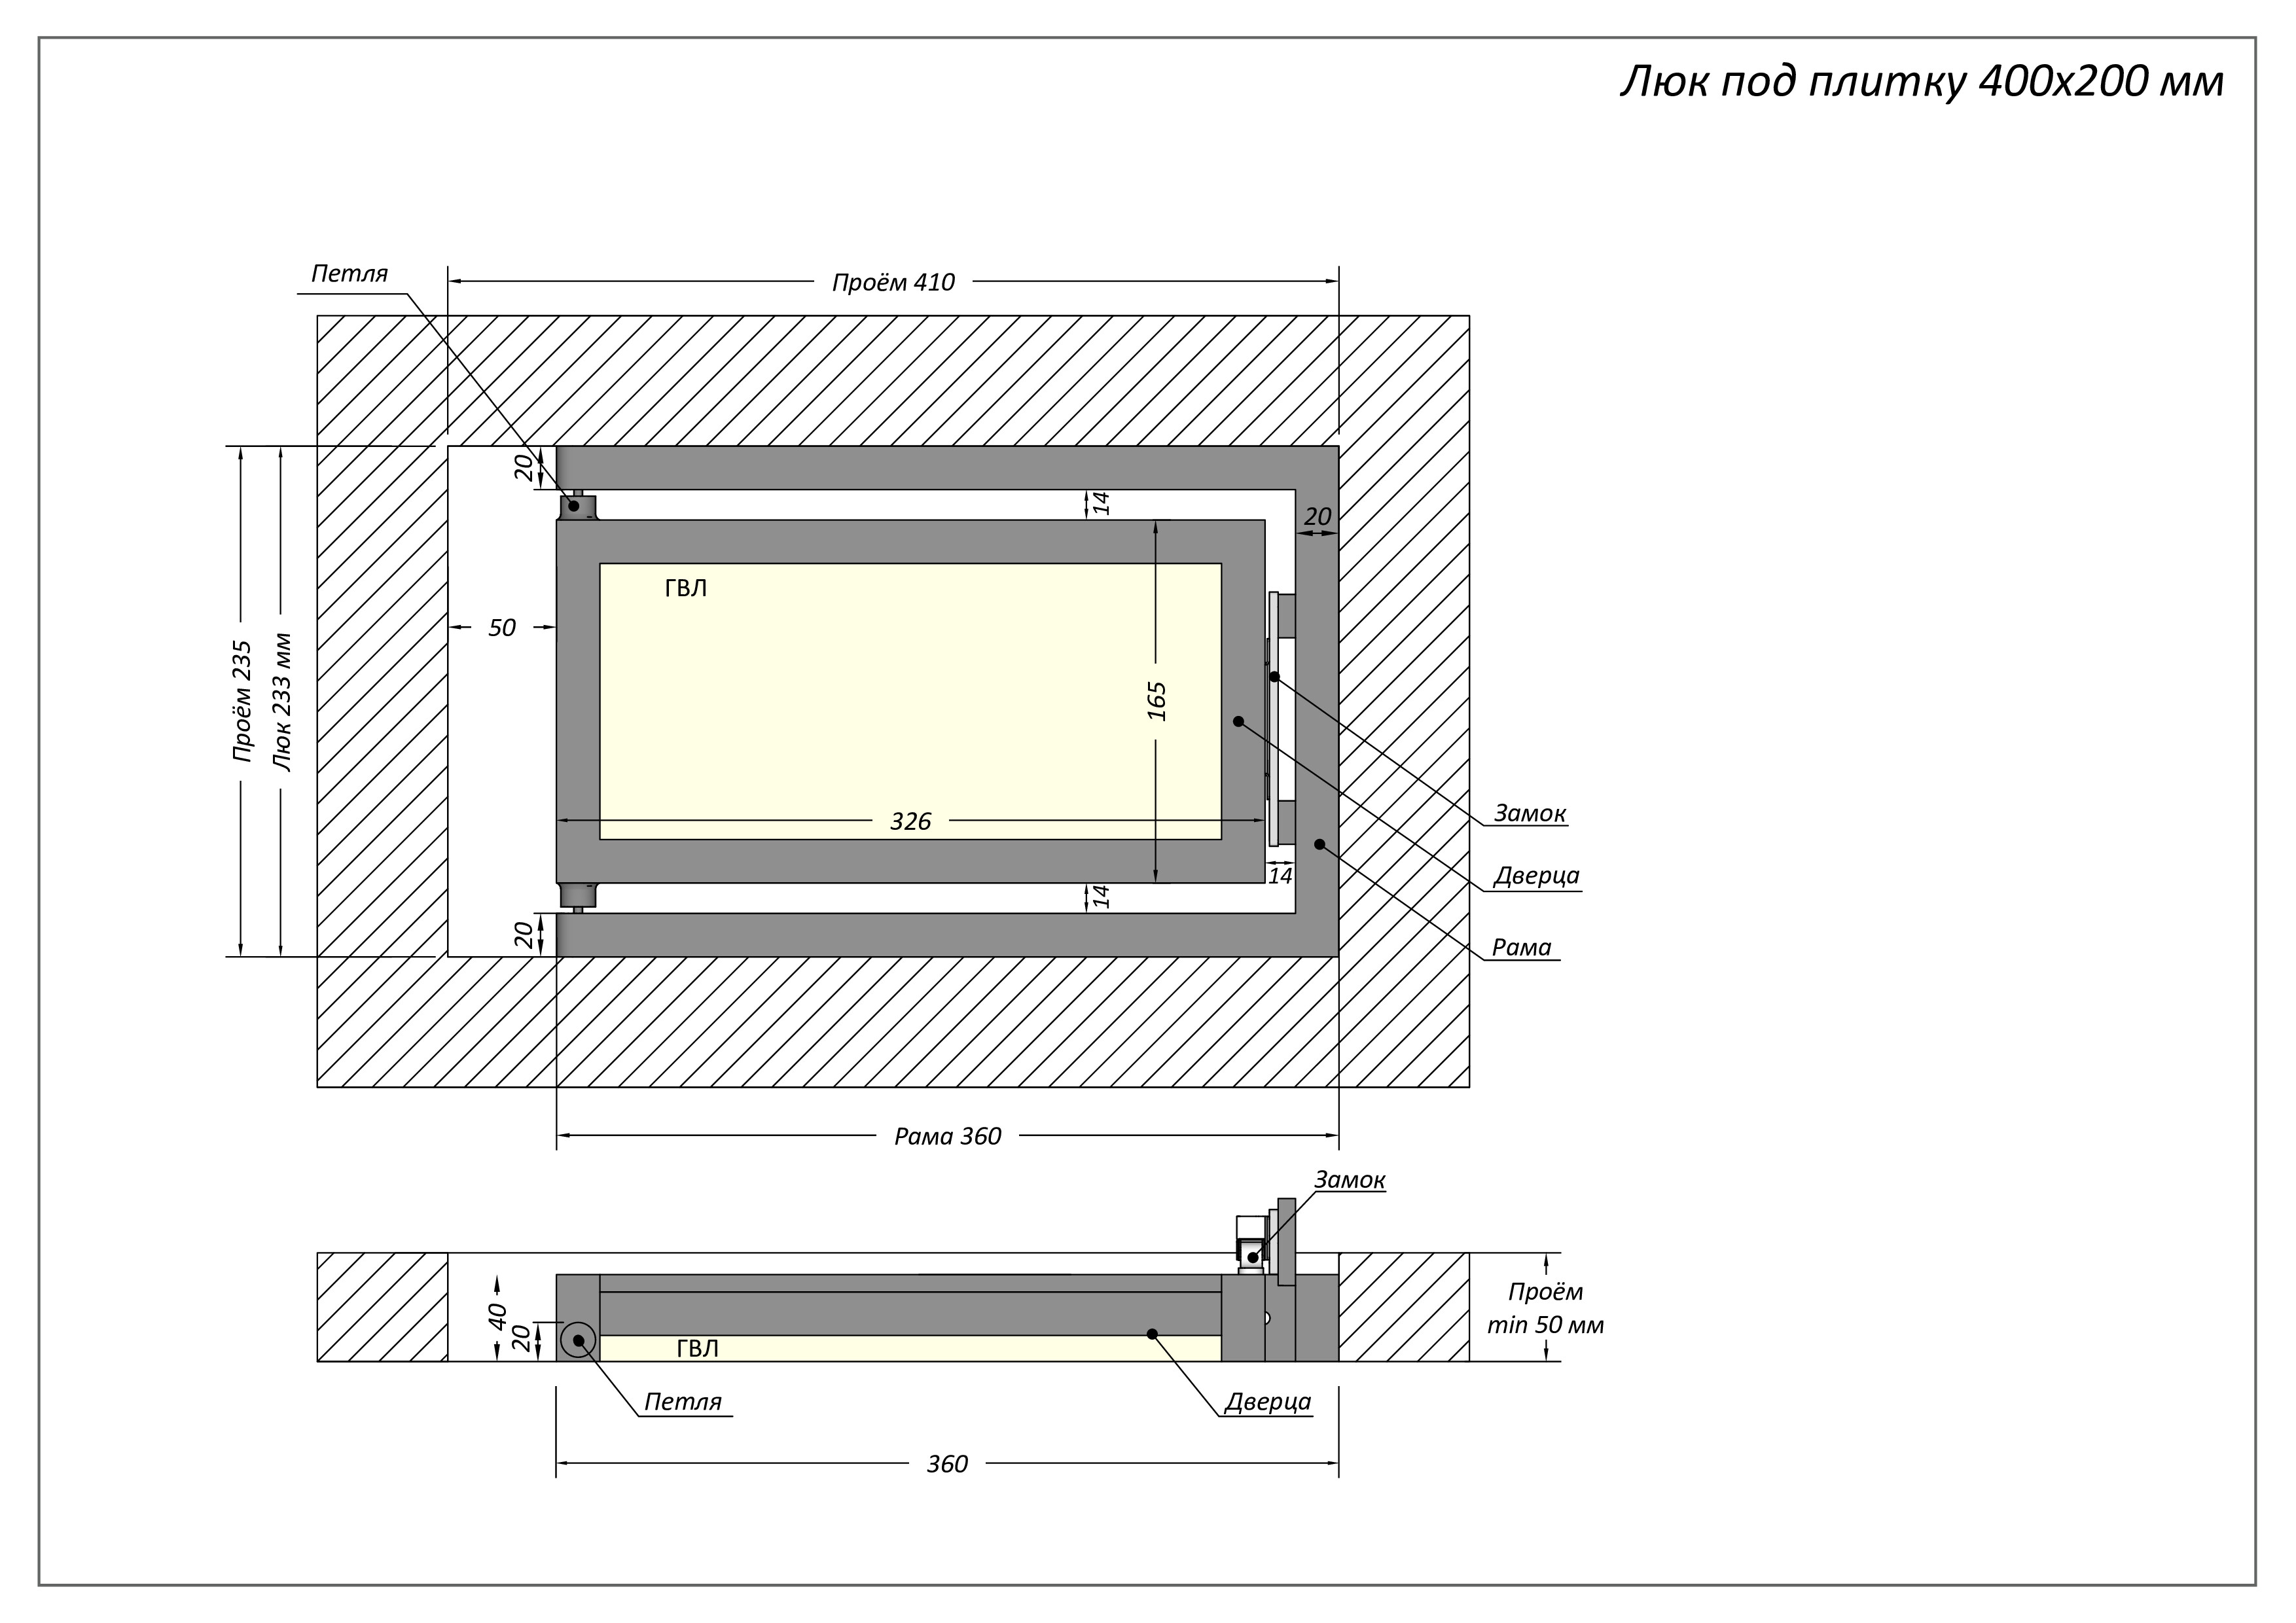 Люк под плитку 400х200 мм
Петля
Проём 410
20
14
20
ГВЛ
50
Проём 235
Люк 233 мм
165
326
Замок
14
Дверца
14
20
Рама
Рама 360
Замок
Проём
min 50 мм
40
20
ГВЛ
Петля
Дверца
360